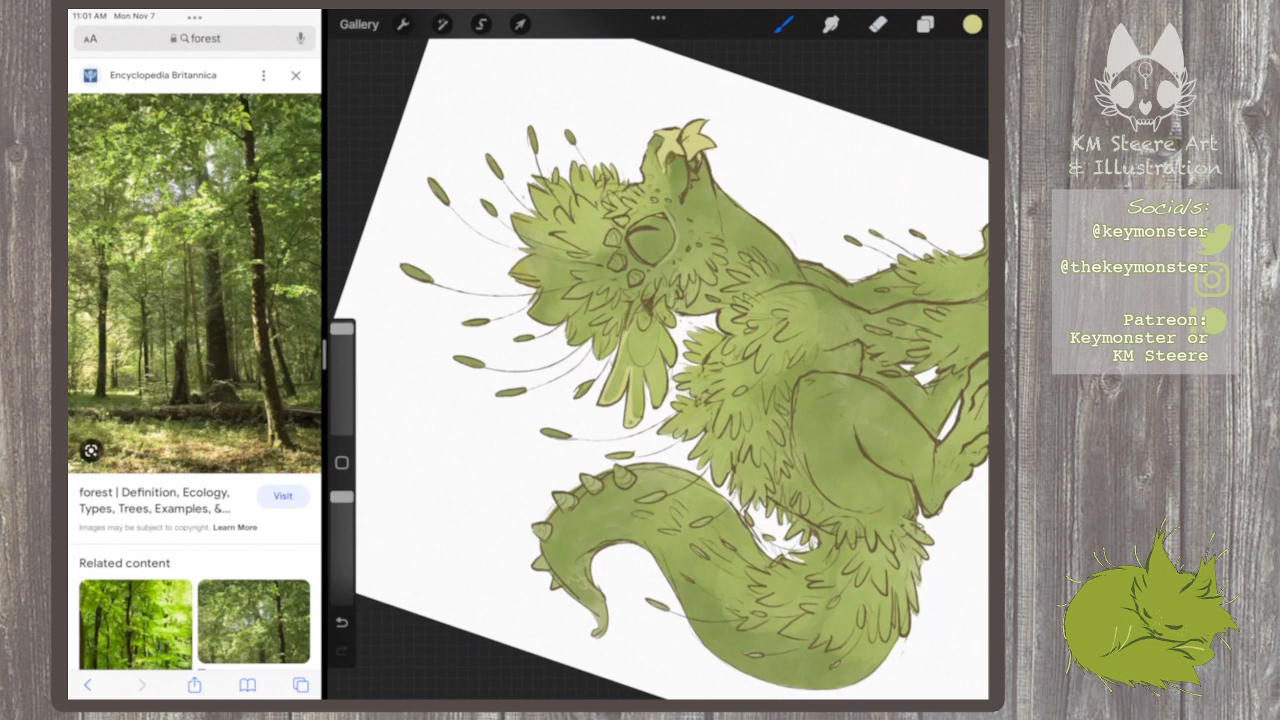 11:01 AM Mon Nov 7
AA
forest
Encyclopedia Britannica
forest | Definition, Ecology,
Types, Trees, Examples, &...
Visit
Images may be subject to copyright. Learn More
Related content
Gallery
KM Steere Art
& Illustration
Socials:
@keymonster
@thekeymonster
Patreon:
Keymonster or
KM Steere